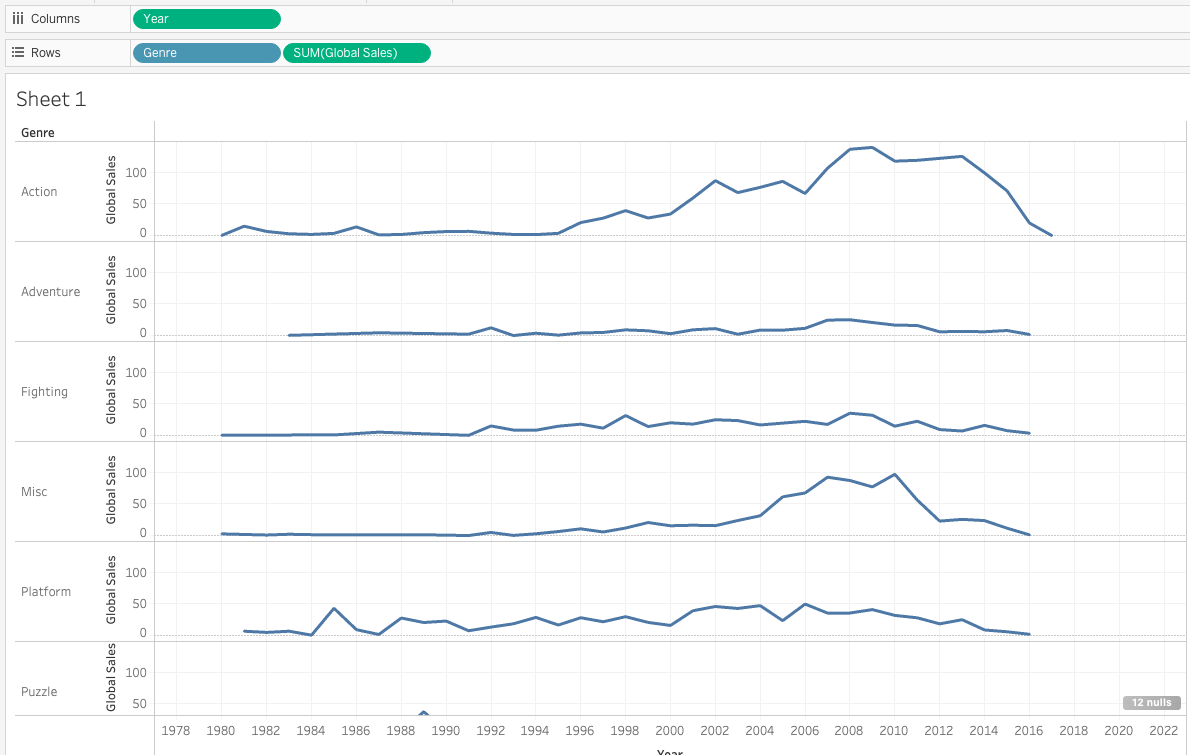 Columns
Year
Rows
Genre
SUM(Global Sales)
Sheet 1
Genre
Action
Global Sales
100
50
0
Adventure
Global Sales
100
50
0
Fighting
Global Sales
100
50
0
Misc
Global Sales
100
50
0
Platform
Global Sales
100
50
0
Puzzle
Global Sales
100
50
12 nulls
1978 1980 1982 1984 1986 1988 1990 1992 1994 1996 1998 2000 2002 2004 2006 2008 2010 2012 2014 2016 2018 2020 2022
Year